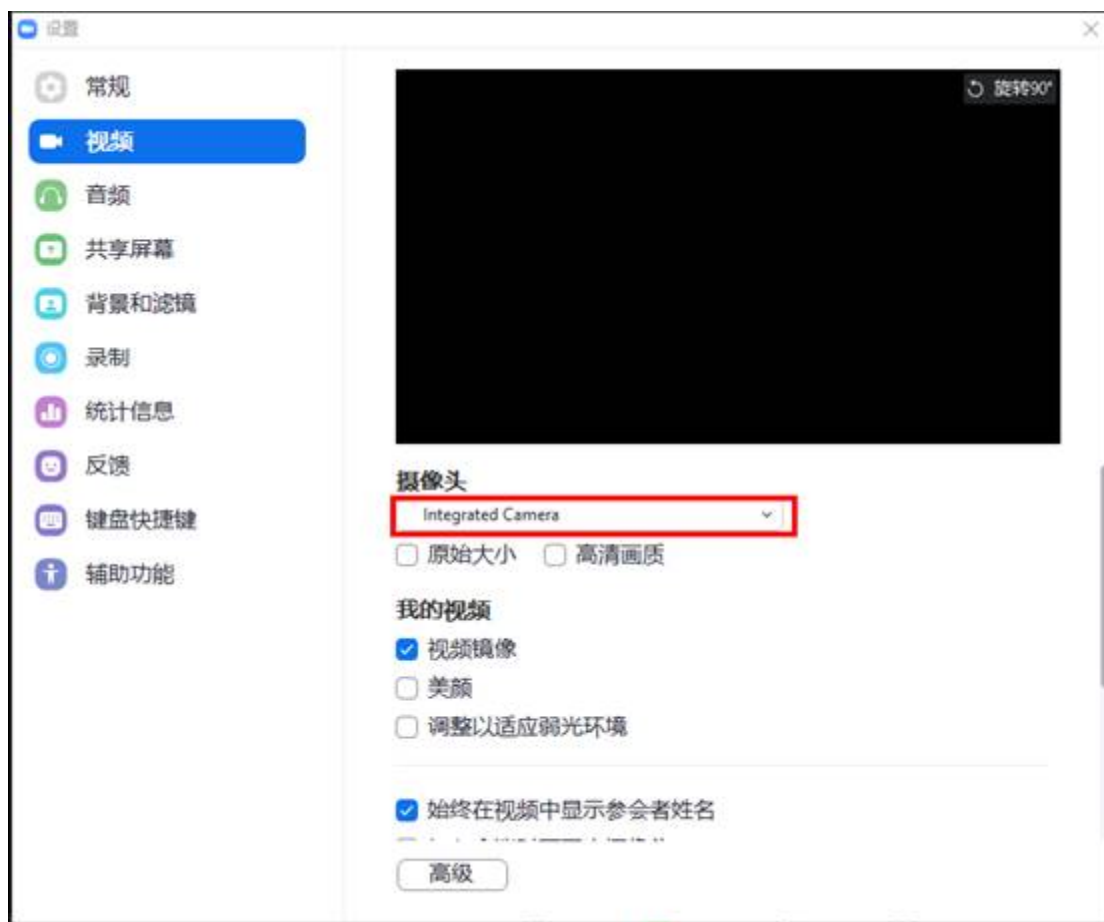 设置
常规
视频
音频
共享屏幕
背景和滤镜
录制
统计信息
反馈
键盘快捷键
辅助功能
旋转90°
摄像头
Integrated Camera
原始大小 高清画质
我的视频
视频镜像
美颜
调整以适应弱光环境
始终在视频中显示参会者姓名
高级